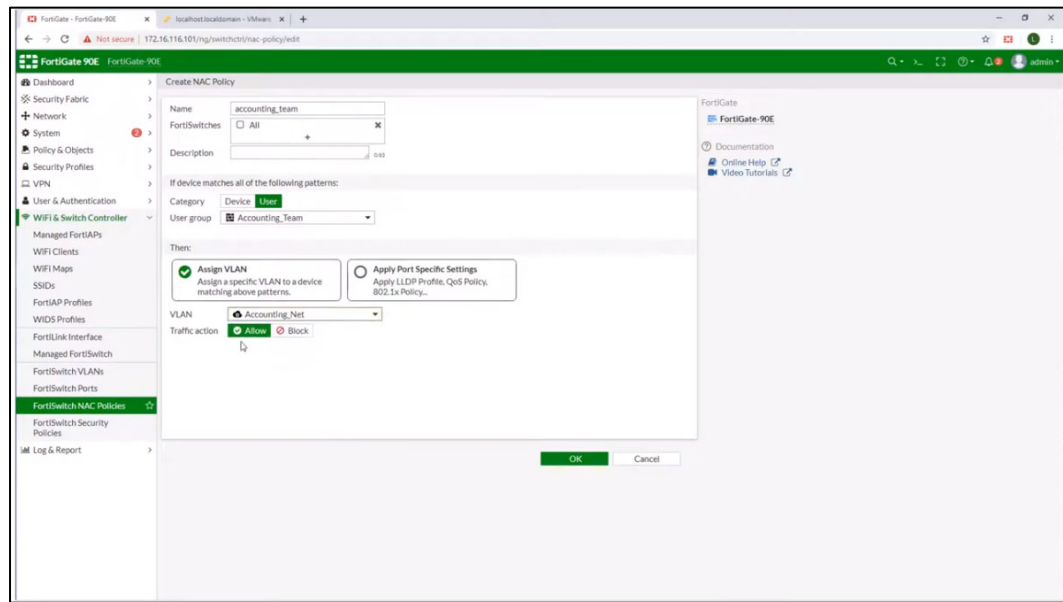 FortiGate - FortiGate-90E
localhost.localdomain - VMware
Not secure | 172.16.116.101/ng/switchctrl/nac-policy/edit
L
FortiGate 90E FortiGate-90E
2
admin
Dashboard
Security Fabric
Network
System 2
Policy & Objects
Security Profiles
VPN
User & Authentication
WiFi & Switch Controller
Managed FortiAPs
WiFi Clients
WiFi Maps
SSIDs
FortiAP Profiles
WIDS Profiles
FortiLink Interface
Managed FortiSwitch
FortiSwitch VLANs
FortiSwitch Ports
FortiSwitch NAC Policies
FortiSwitch Security
Policies
Log & Report
Create NAC Policy
Name accounting_team
FortiSwitches All
Description 0/63
If device matches all of the following patterns:
Category Device User
User group Accounting_Team
Then:
Assign VLAN
Assign a specific VLAN to a device
matching above patterns.
Apply Port Specific Settings
Apply LLDP Profile, QoS Policy,
802.1x Policy...
VLAN Accounting_Net
Traffic action Allow Block
OK Cancel
FortiGate
FortiGate-90E
Documentation
Online Help
Video Tutorials